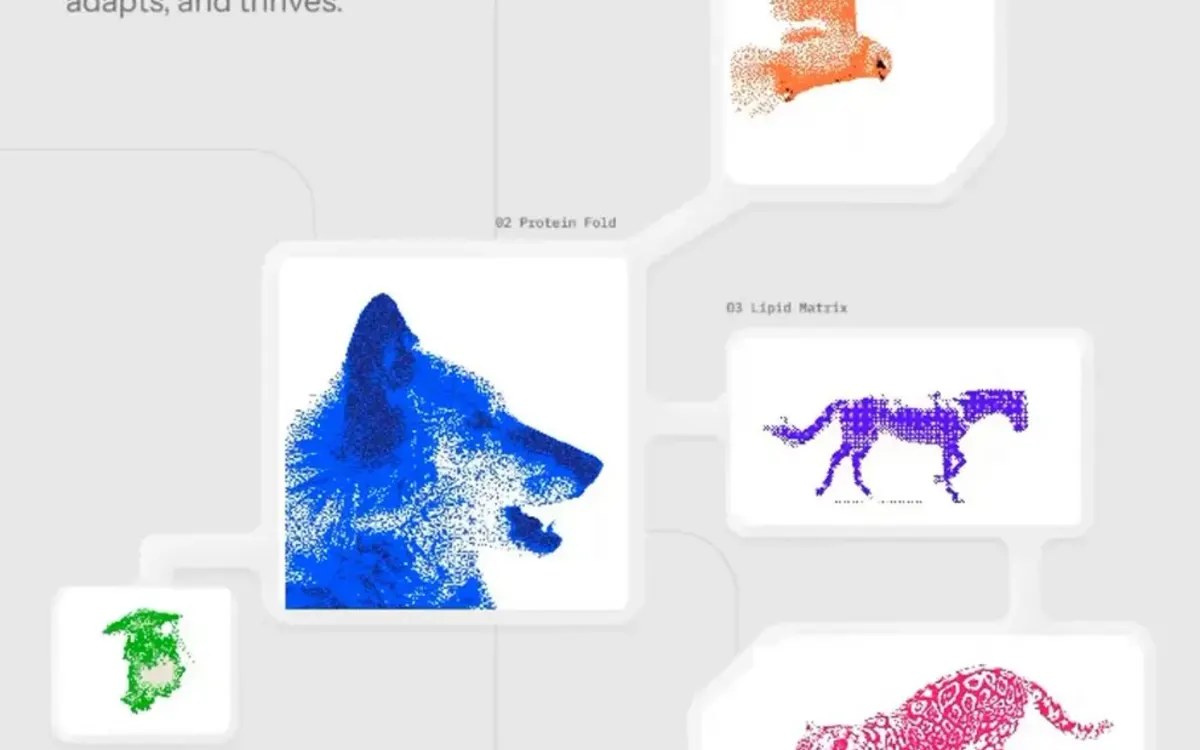 adapts, and thrives.
02 Protein Fold
03 Lipid Matrix